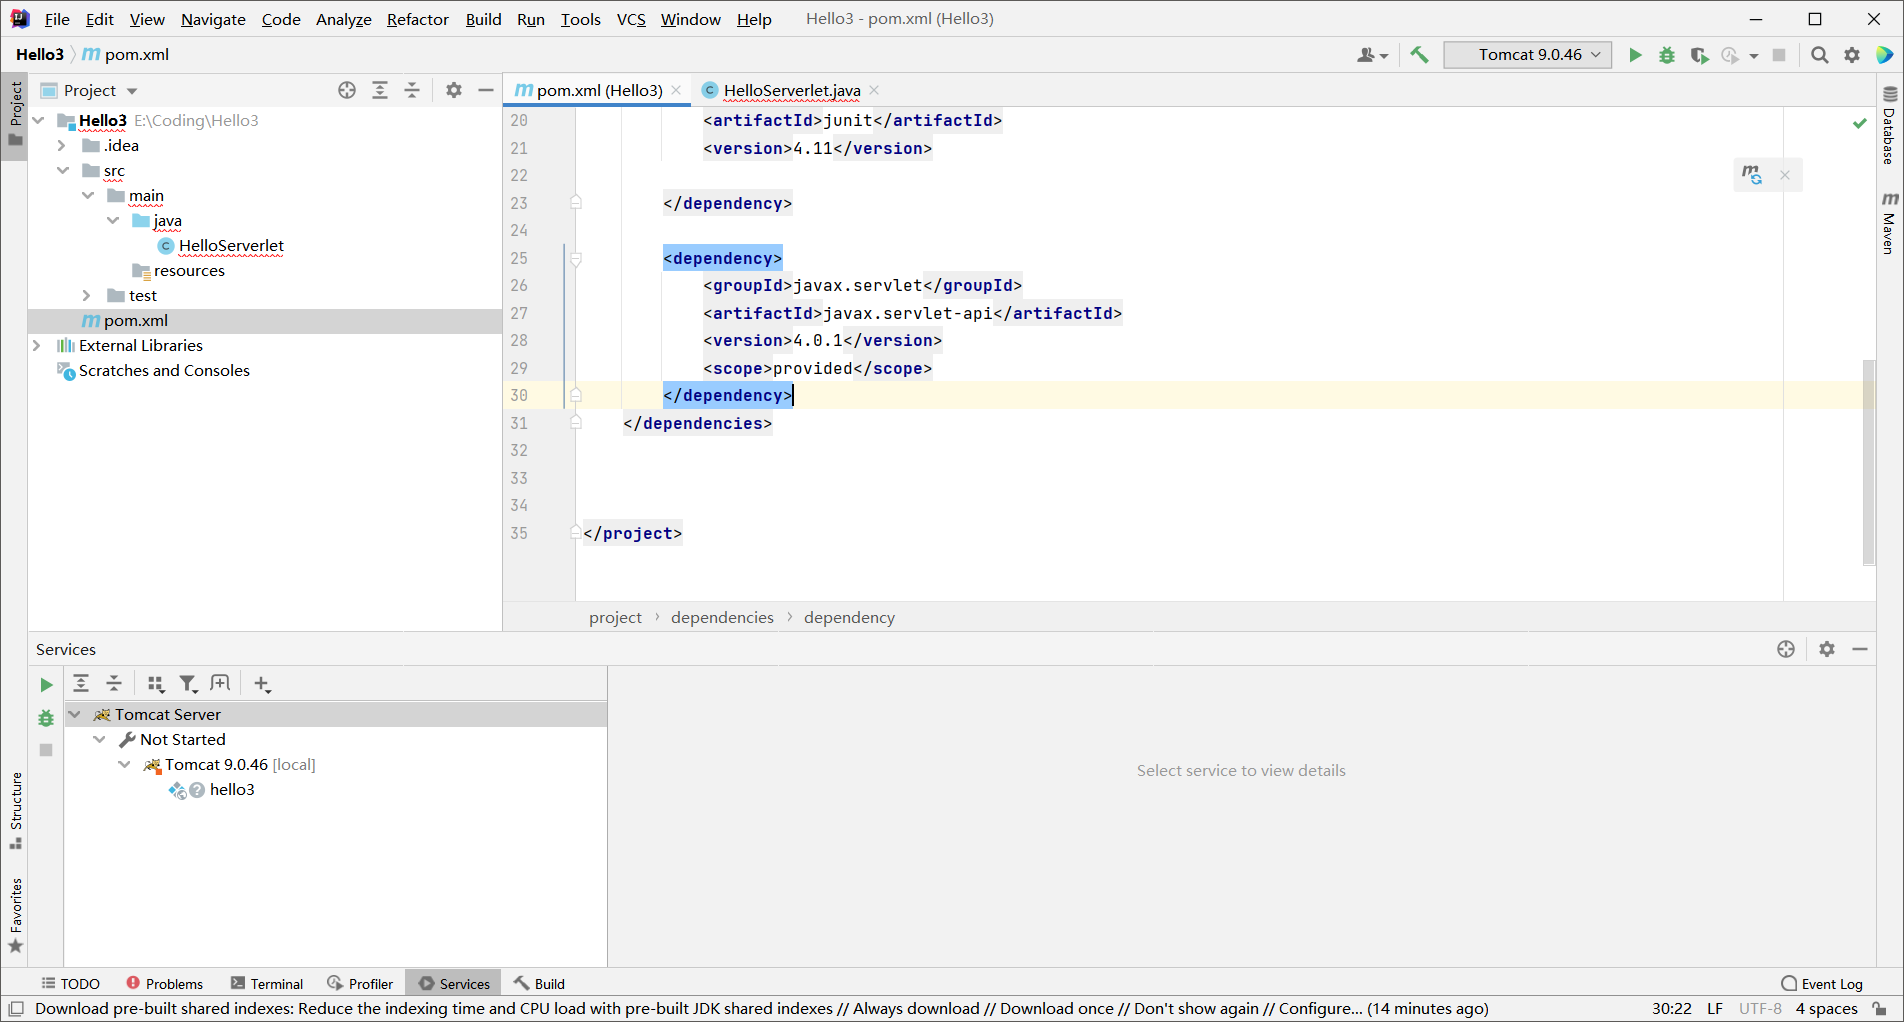 File Edit View Navigate Code Analyze Refactor Build Run Tools VCS Window Help Hello3 - pom.xml (Hello3)
Hello3 m pom.xml Tomcat 9.0.46
Project
m pom.xml (Hello3) C HelloServerlet.java
Project
Hello3 E:\Coding\Hello3
.idea
src
main
java
C HelloServerlet
resources
test
m pom.xml
External Libraries
Scratches and Consoles
20 <artifactId>junit</artifactId>
21 <version>4.11</version>
22
23 </dependency>
24
25 <dependency>
26 <groupId>javax.servlet</groupId>
27 <artifactId>javax.servlet-api</artifactId>
28 <version>4.0.1</version>
29 <scope>provided</scope>
30 </dependency>
31 </dependencies>
32
33
34
35 </project>
project › dependencies › dependency
Database
m Maven
Services
Tomcat Server
Not Started
Tomcat 9.0.46 [local]
hello3
Select service to view details
Structure
Favorites
TODO Problems Terminal Profiler Services Build Event Log
Download pre-built shared indexes: Reduce the indexing time and CPU load with pre-built JDK shared indexes // Always download // Download once // Don't show again // Configure... (14 minutes ago) 30:22 LF UTF-8 4 spaces